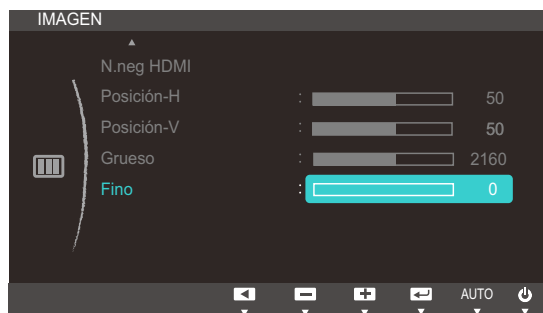 IMAGEN
N.neg HDMI
Posición-H : 50
Posición-V : 50
Grueso : 2160
Fino : 0
AUTO